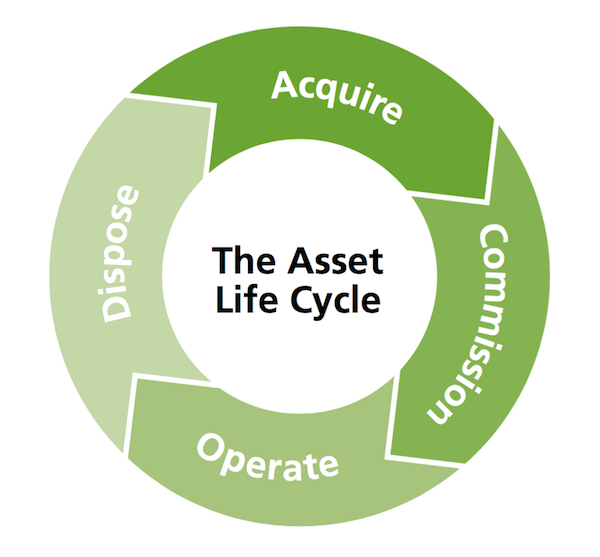 Acquire
Commission
Operate
Dispose
The Asset
Life Cycle